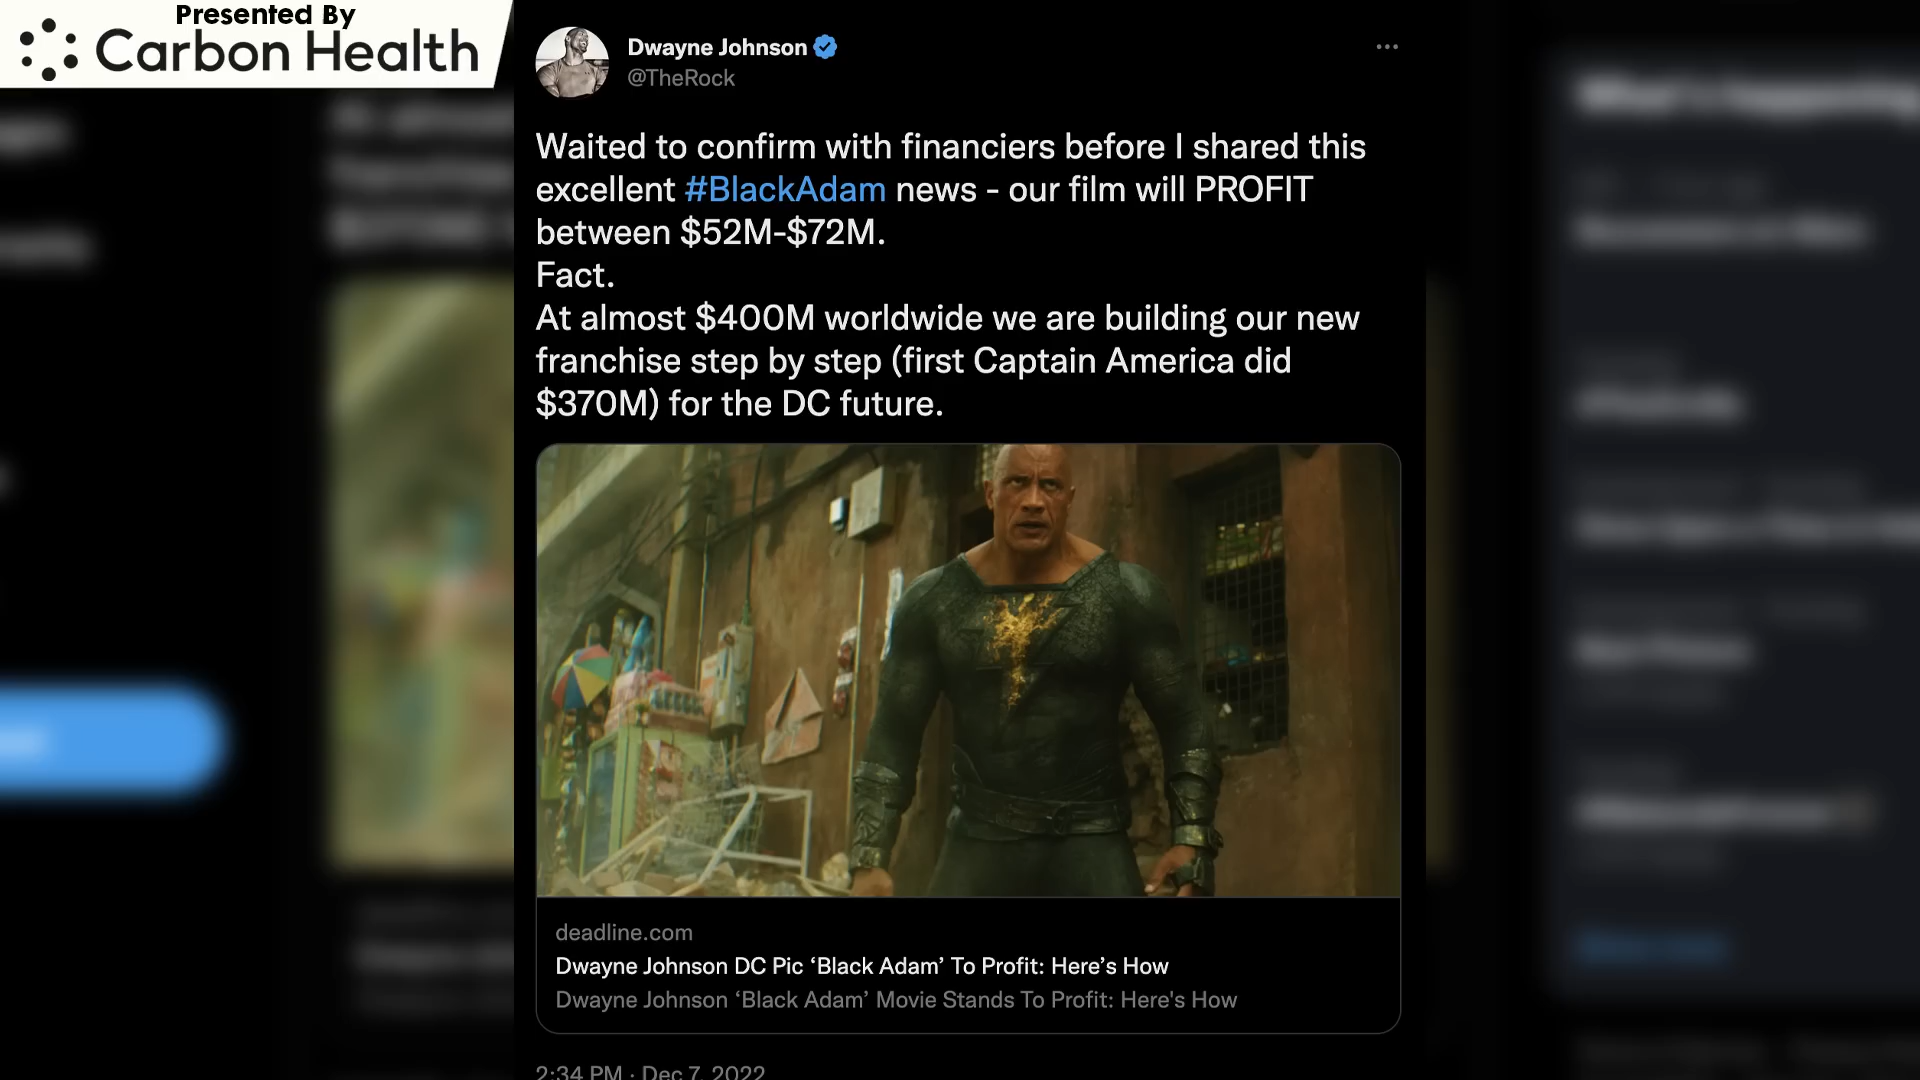 Presented By
Carbon Health
Dwayne Johnson
@TheRock
Waited to confirm with financiers before I shared this
excellent #BlackAdam news - our film will PROFIT
between $52M-$72M.
Fact.
At almost $400M worldwide we are building our new
franchise step by step (first Captain America did
$370M) for the DC future.
deadline.com
Dwayne Johnson DC Pic ‘Black Adam’ To Profit: Here’s How
Dwayne Johnson ‘Black Adam’ Movie Stands To Profit: Here's How
2:34 PM · Dec 7, 2022
What's happening